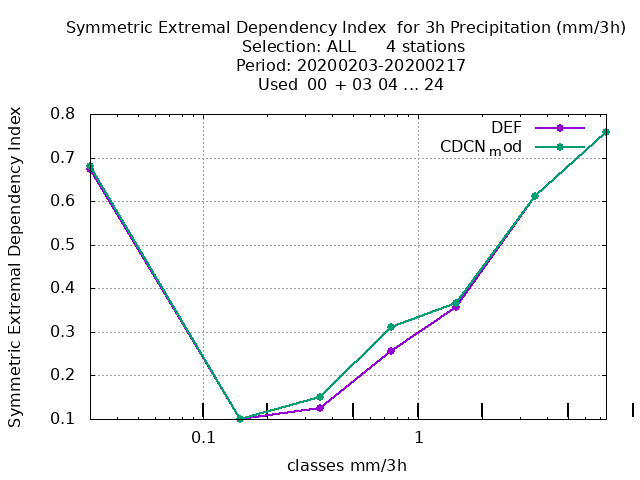 Symmetric Extremal Dependency Index  for 3h Precipitation (mm/3h)
Selection: ALL      4 stations
Period: 20200203-20200217
Used  00  + 03 04 ... 24
Symmetric Extremal Dependency Index
0.8
0.7
0.6
0.5
0.4
0.3
0.2
0.1
DEF
CDCNmod
0.1
1
classes mm/3h